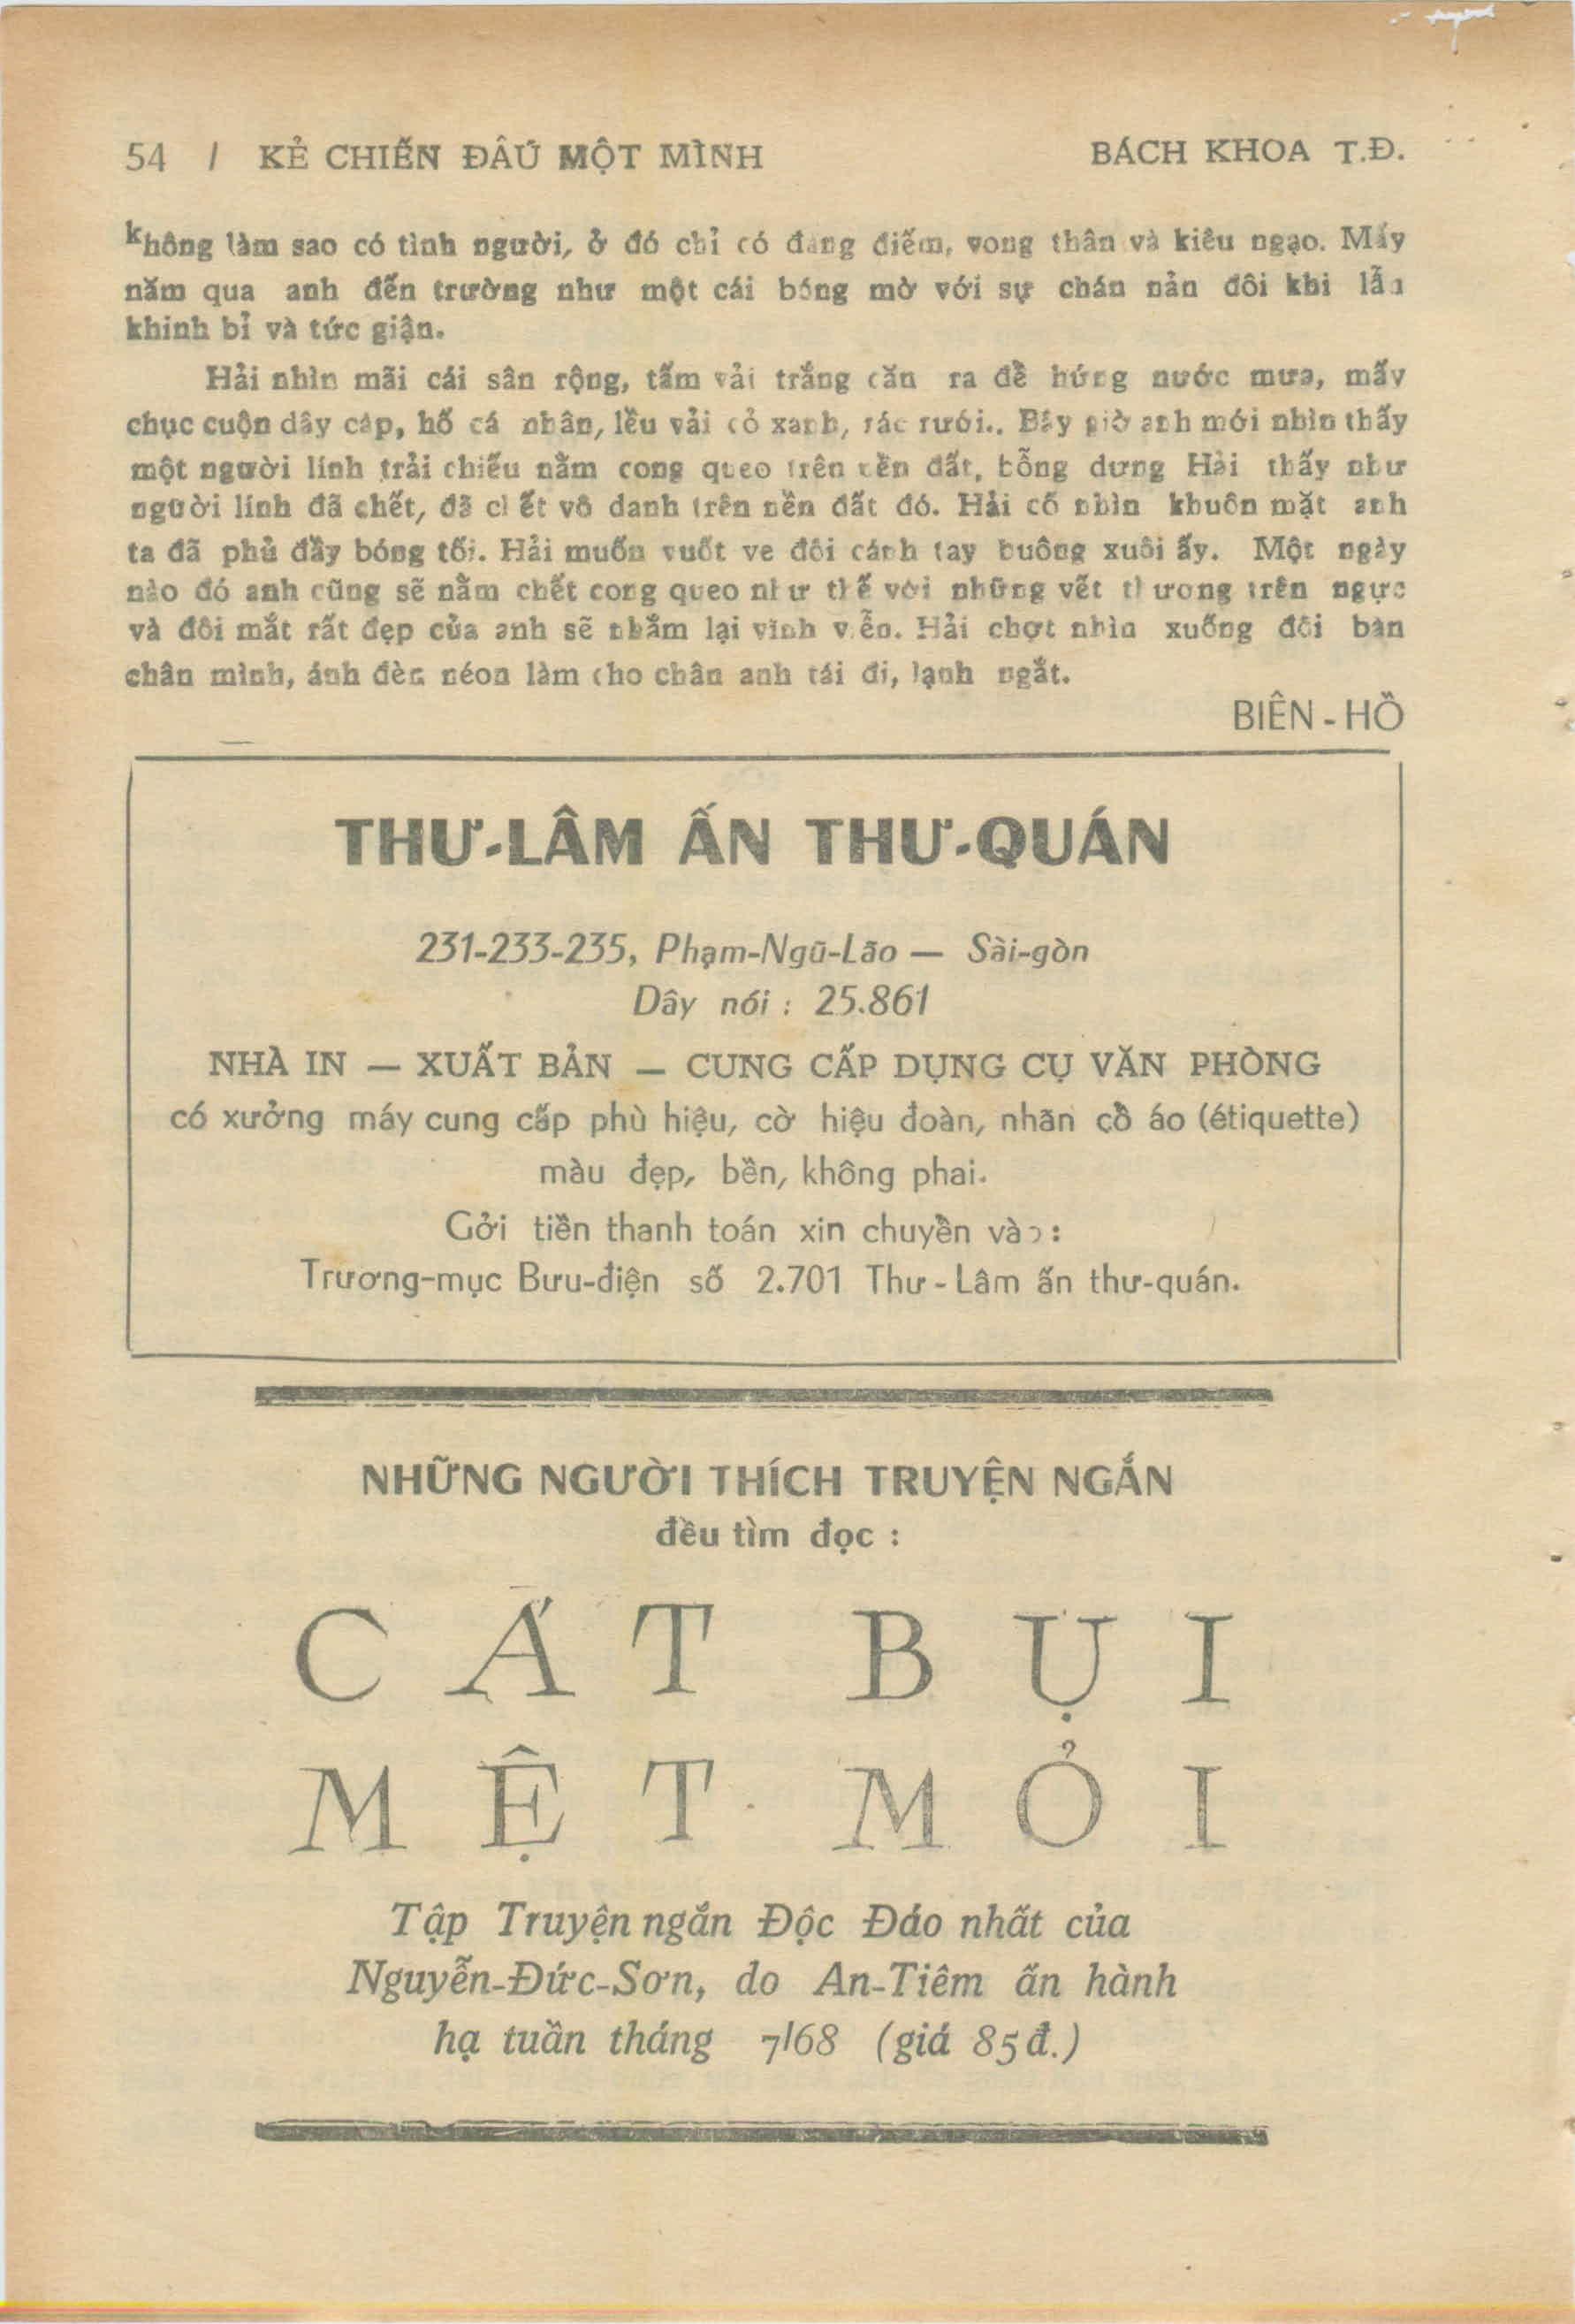 54 / KẺ CHIẾN ĐẤU MỘT MÌNH
BÁCH KHOA T.Đ.
không làm sao có tình người, ở đó chỉ có đàng điếm, vong thân và kiêu ngạo. Mấy
năm qua anh đến trường như một cái bóng mờ với sự chán nản đôi khi lẫn
khinh bỉ và tức giận.
Hải nhìn mãi cái sân rộng, tấm vải trắng căn ra để hứng nước mưa, mấy
chục cuộn dây cáp, hố cá nhân, lều vải cỏ xanh, rác rưới.. Bây giờ anh mới nhìn thấy
một người lính trải chiếu nằm cong queo trên nền đất, bỗng dưng Hải thấy như
người lính đã chết, đã chết vô danh trên nền đất đó. Hải cố nhìn khuôn mặt anh
ta đã phủ đầy bóng tối. Hải muốn vuốt ve đôi cánh tay buông xuôi ấy. Một ngày
nào đó anh cũng sẽ nằm chết cong queo như thế với những vết thương trên ngực
và đôi mắt rất đẹp của anh sẽ nhắm lại vĩnh viễn. Hải chợt nhìn xuống đôi bàn
chân mình, ánh đèn néon làm cho chân anh tái đi, lạnh ngắt.
BIÊN - HỒ
THƯ-LÂM ẤN THƯ-QUÁN
231-233-235, Phạm-Ngũ-Lão — Sài-gòn
Dây nói : 25.861
NHÀ IN — XUẤT BẢN — CUNG CẤP DỤNG CỤ VĂN PHÒNG
có xưởng máy cung cấp phù hiệu, cờ hiệu đoàn, nhãn cổ áo (étiquette)
màu đẹp, bền, không phai.
Gởi tiền thanh toán xin chuyển vào :
Trương-mục Bưu-điện số 2.701 Thư - Lâm ấn thư-quán.
NHỮNG NGƯỜI THÍCH TRUYỆN NGẮN
đều tìm đọc :
CÁT BỤI
MỆT MỎI
Tập Truyện ngắn Độc Đáo nhất của
Nguyễn-Đức-Sơn, do An-Tiêm ấn hành
hạ tuần tháng 7/68 (giá 85 đ.)